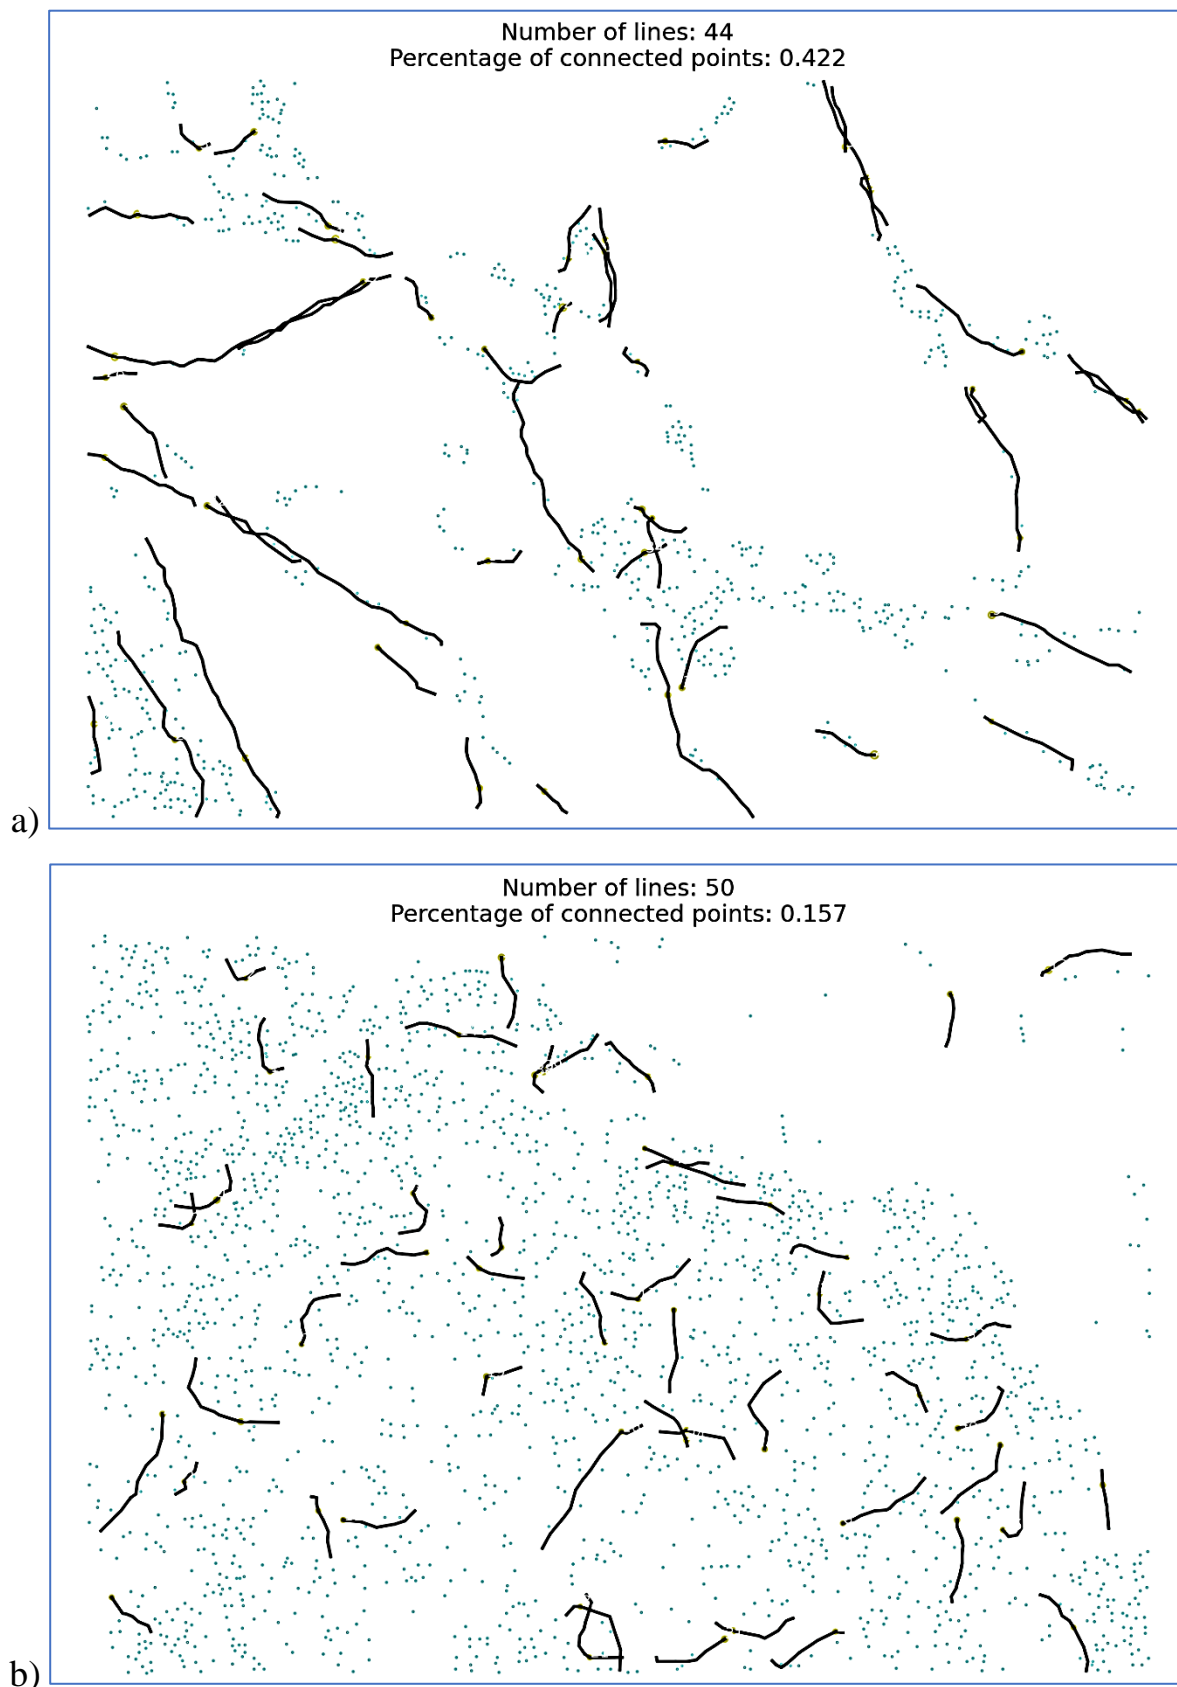 Number of lines: 44
Percentage of connected points: 0.422
a)
Number of lines: 50
Percentage of connected points: 0.157
b)